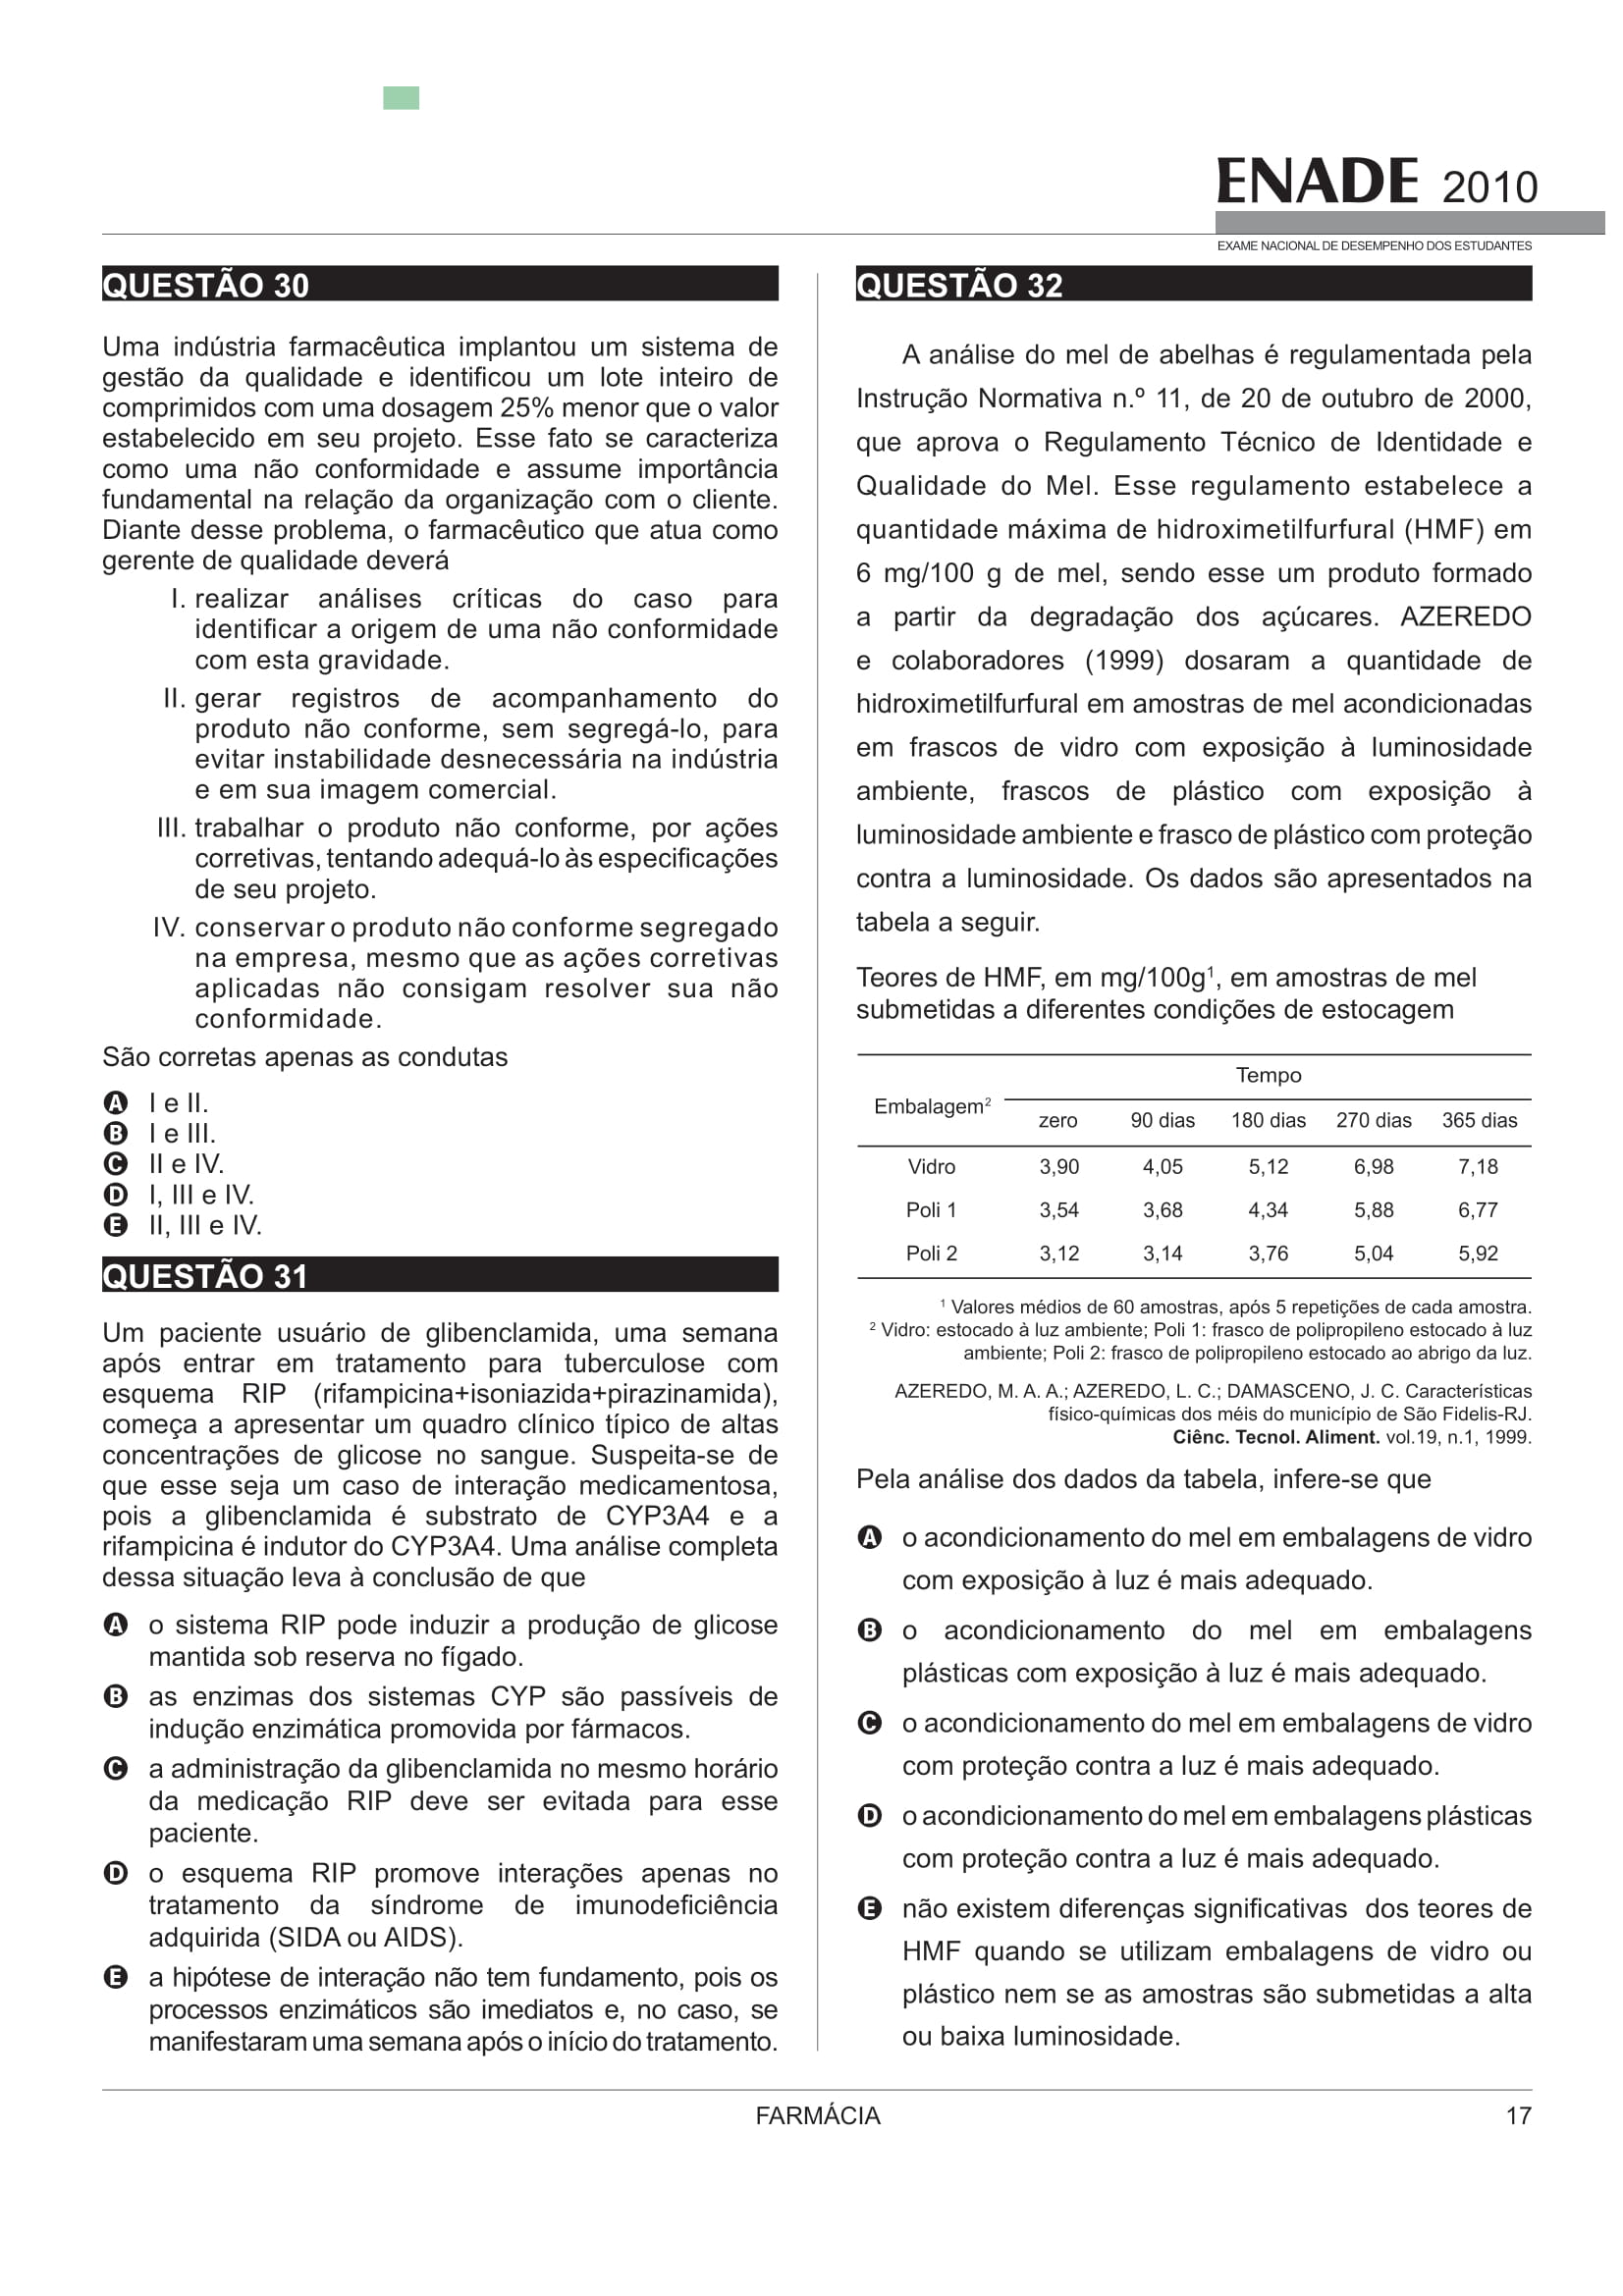 ENADE 2010
EXAME NACIONAL DE DESEMPENHO DOS ESTUDANTES
QUESTÃO 30
Uma indústria farmacêutica implantou um sistema de
gestão da qualidade e identificou um lote inteiro de
comprimidos com uma dosagem 25% menor que o valor
estabelecido em seu projeto. Esse fato se caracteriza
como uma não conformidade e assume importância
fundamental na relação da organização com o cliente.
Diante desse problema, o farmacêutico que atua como
gerente de qualidade deverá
I. realizar análises críticas do caso para
identificar a origem de uma não conformidade
com esta gravidade.
II. gerar registros de acompanhamento do
produto não conforme, sem segregá-lo, para
evitar instabilidade desnecessária na indústria
e em sua imagem comercial.
III. trabalhar o produto não conforme, por ações
corretivas, tentando adequá-lo às especificações
de seu projeto.
IV. conservar o produto não conforme segregado
na empresa, mesmo que as ações corretivas
aplicadas não consigam resolver sua não
conformidade.
São corretas apenas as condutas
A I e II.
B I e III.
C II e IV.
D I, III e IV.
E II, III e IV.
QUESTÃO 31
Um paciente usuário de glibenclamida, uma semana
após entrar em tratamento para tuberculose com
esquema RIP (rifampicina+isoniazida+pirazinamida),
começa a apresentar um quadro clínico típico de altas
concentrações de glicose no sangue. Suspeita-se de
que esse seja um caso de interação medicamentosa,
pois a glibenclamida é substrato de CYP3A4 e a
rifampicina é indutor do CYP3A4. Uma análise completa
dessa situação leva à conclusão de que
A o sistema RIP pode induzir a produção de glicose
mantida sob reserva no fígado.
B as enzimas dos sistemas CYP são passíveis de
indução enzimática promovida por fármacos.
C a administração da glibenclamida no mesmo horário
da medicação RIP deve ser evitada para esse
paciente.
D o esquema RIP promove interações apenas no
tratamento da síndrome de imunodeficiência
adquirida (SIDA ou AIDS).
E a hipótese de interação não tem fundamento, pois os
processos enzimáticos são imediatos e, no caso, se
manifestaram uma semana após o início do tratamento.
QUESTÃO 32
A análise do mel de abelhas é regulamentada pela
Instrução Normativa n.º 11, de 20 de outubro de 2000,
que aprova o Regulamento Técnico de Identidade e
Qualidade do Mel. Esse regulamento estabelece a
quantidade máxima de hidroximetilfurfural (HMF) em
6 mg/100 g de mel, sendo esse um produto formado
a partir da degradação dos açúcares. AZEREDO
e colaboradores (1999) dosaram a quantidade de
hidroximetilfurfural em amostras de mel acondicionadas
em frascos de vidro com exposição à luminosidade
ambiente, frascos de plástico com exposição à
luminosidade ambiente e frasco de plástico com proteção
contra a luminosidade. Os dados são apresentados na
tabela a seguir.
Teores de HMF, em mg/100g¹, em amostras de mel
submetidas a diferentes condições de estocagem
Tempo
Embalagem²
zero 90 dias 180 dias 270 dias 365 dias
Vidro 3,90 4,05 5,12 6,98 7,18
Poli 1 3,54 3,68 4,34 5,88 6,77
Poli 2 3,12 3,14 3,76 5,04 5,92
¹ Valores médios de 60 amostras, após 5 repetições de cada amostra.
² Vidro: estocado à luz ambiente; Poli 1: frasco de polipropileno estocado à luz
ambiente; Poli 2: frasco de polipropileno estocado ao abrigo da luz.
AZEREDO, M. A. A.; AZEREDO, L. C.; DAMASCENO, J. C. Características
físico-químicas dos méis do município de São Fidelis-RJ.
Ciênc. Tecnol. Aliment. vol.19, n.1, 1999.
Pela análise dos dados da tabela, infere-se que
A o acondicionamento do mel em embalagens de vidro
com exposição à luz é mais adequado.
B o acondicionamento do mel em embalagens
plásticas com exposição à luz é mais adequado.
C o acondicionamento do mel em embalagens de vidro
com proteção contra a luz é mais adequado.
D o acondicionamento do mel em embalagens plásticas
com proteção contra a luz é mais adequado.
E não existem diferenças significativas dos teores de
HMF quando se utilizam embalagens de vidro ou
plástico nem se as amostras são submetidas a alta
ou baixa luminosidade.
FARMÁCIA
17